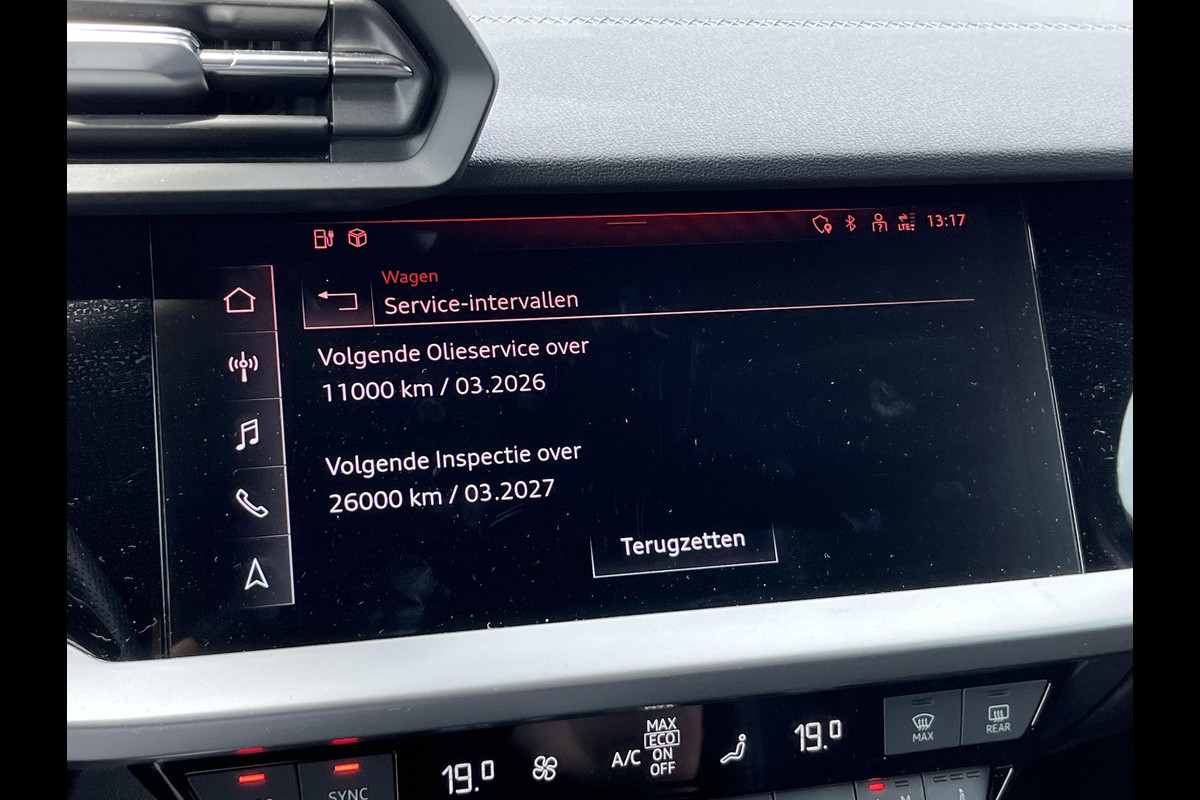 LTE
13:17
Wagen
Service-intervallen
Volgende Olieservice over
11000 km / 03.2026
Volgende Inspectie over
26000 km / 03.2027
Terugzetten
19.0
A/C
MAX
ECO
ON
OFF
19.0
MAX
REAR
SYNC